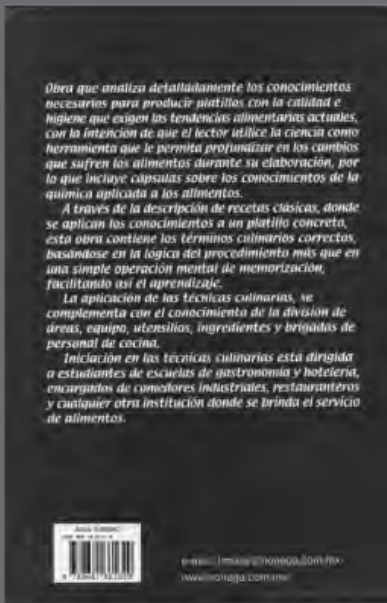 Obra que analiza detalladamente los conocimientos
necesarios para producir platillos con la calidad e
higiene que exigen las tendencias alimentarias actuales,
con la intención de que el lector utilice la ciencia como
herramienta que le permita profundizar en los cambios
que sufren los alimentos durante su elaboración, por
lo que incluye cápsulas sobre los conocimientos de la
química aplicada a los alimentos.
A través de la descripción de recetas clásicas, donde
se aplican los conocimientos a un platillo concreto,
esta obra contiene los términos culinarios correctos,
basándose en la lógica del procedimiento más que en
una simple operación mental de memorización,
facilitando así el aprendizaje.
La aplicación de las técnicas culinarias, se
complementa con el conocimiento de la división de
áreas, equipo, utensilios, ingredientes y brigadas de
personal de cocina.
Iniciación en las técnicas culinarias está dirigida
a estudiantes de escuelas de gastronomía y hotelería,
encargados de comedores industriales, restauranteros
y cualquier otra institución donde se brinda el servicio
de alimentos.